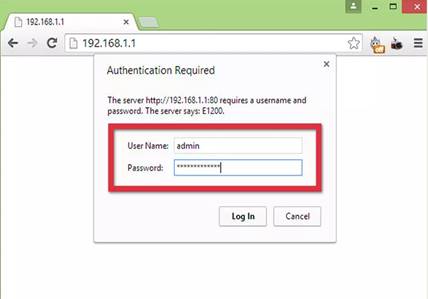 192.168.1.1
192.168.1.1
Authentication Required
The server http://192.168.1.1:80 requires a username and
password. The server says: E1200.
User Name: admin
Password: *************
Log In Cancel